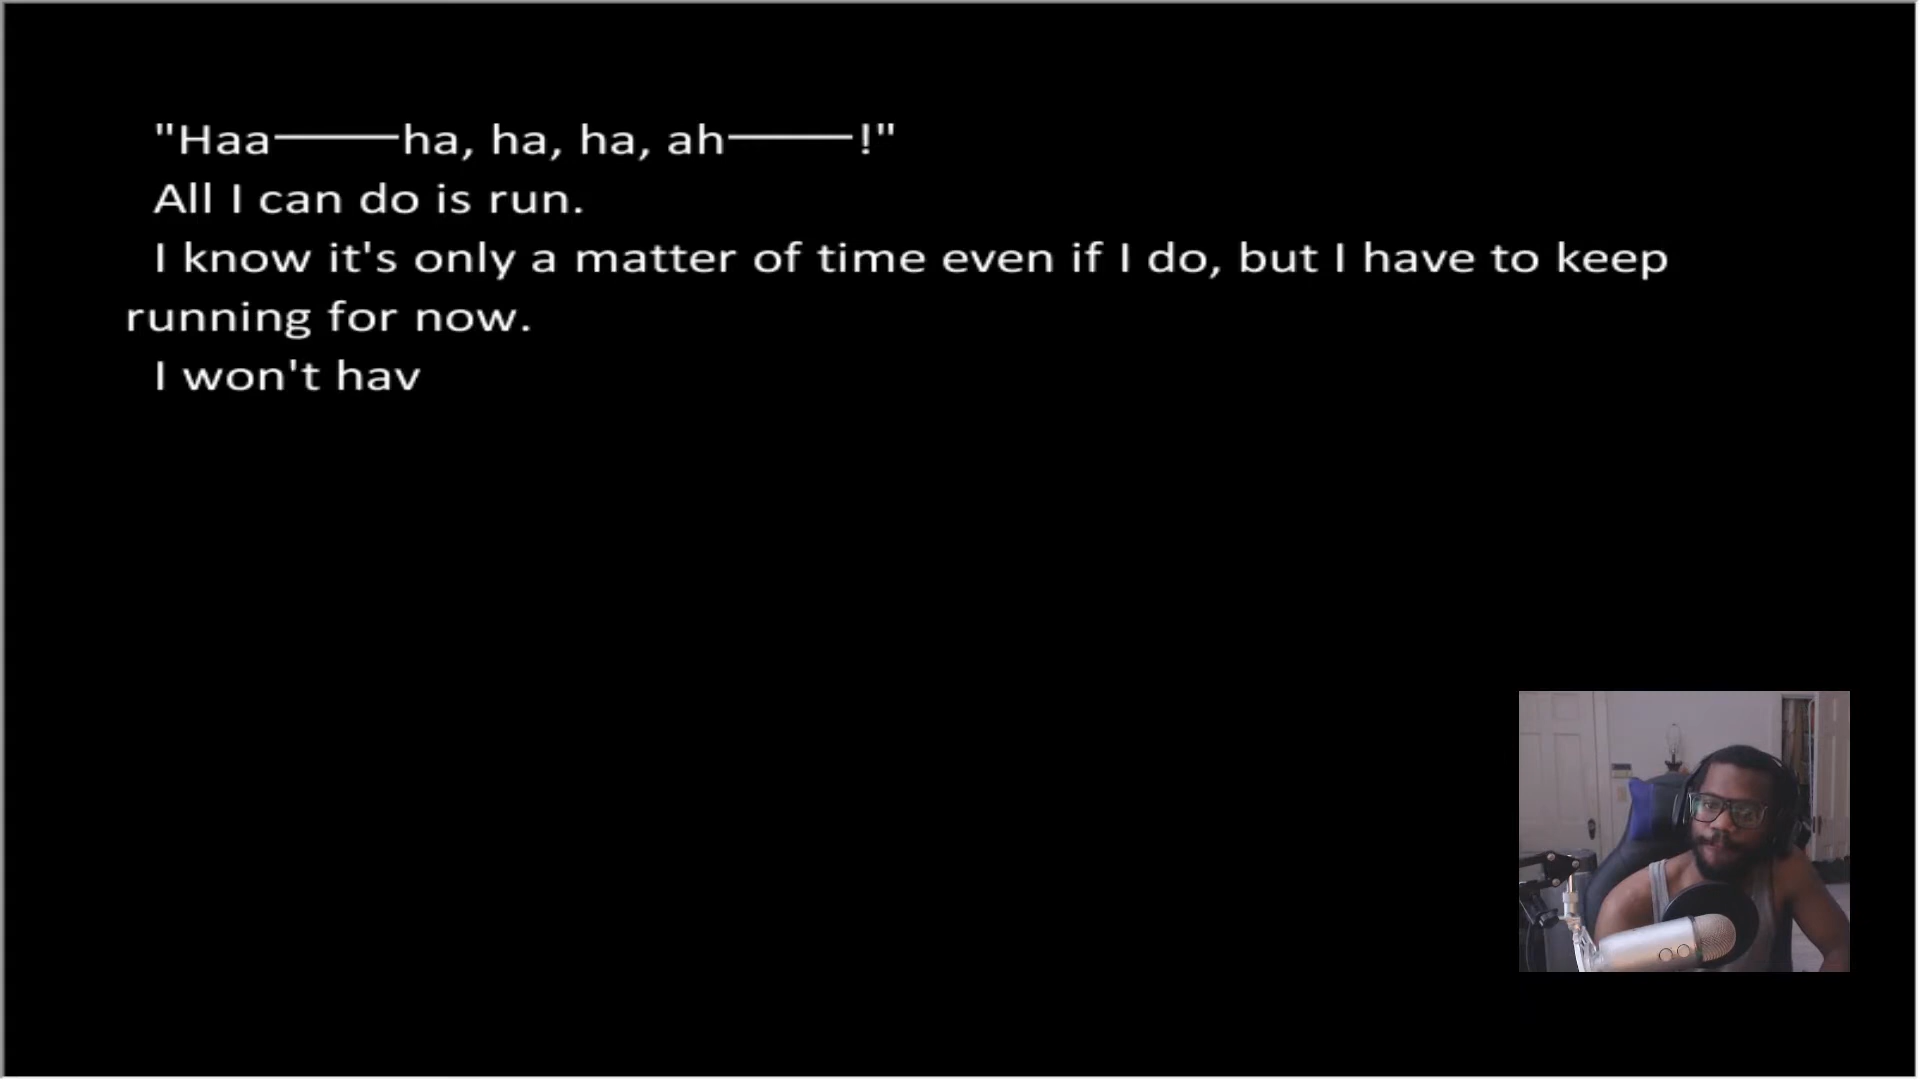 "Haa────ha, ha, ha, ah────!"
All I can do is run.
I know it's only a matter of time even if I do, but I have to keep
running for now.
I won't hav